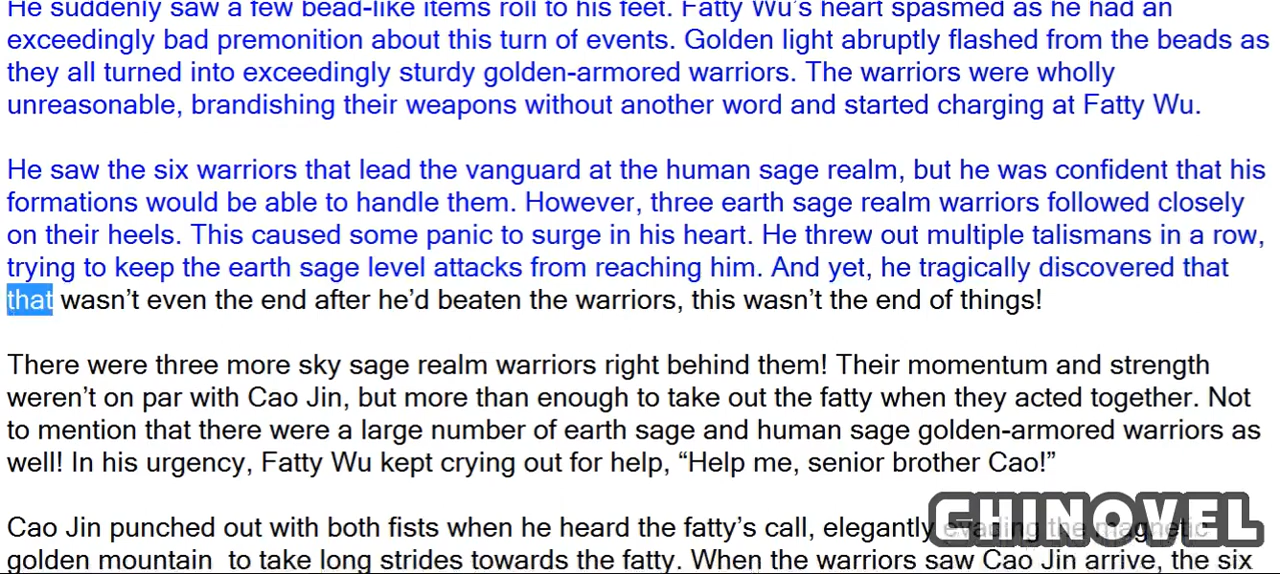 He suddenly saw a few bead-like items roll to his feet. Fatty Wu’s heart spasmed as he had an
exceedingly bad premonition about this turn of events. Golden light abruptly flashed from the beads as
they all turned into exceedingly sturdy golden-armored warriors. The warriors were wholly
unreasonable, brandishing their weapons without another word and started charging at Fatty Wu.
He saw the six warriors that lead the vanguard at the human sage realm, but he was confident that his
formations would be able to handle them. However, three earth sage realm warriors followed closely
on their heels. This caused some panic to surge in his heart. He threw out multiple talismans in a row,
trying to keep the earth sage level attacks from reaching him. And yet, he tragically discovered that
that wasn’t even the end after he’d beaten the warriors, this wasn’t the end of things!
There were three more sky sage realm warriors right behind them! Their momentum and strength
weren’t on par with Cao Jin, but more than enough to take out the fatty when they acted together. Not
to mention that there were a large number of earth sage and human sage golden-armored warriors as
well! In his urgency, Fatty Wu kept crying out for help, “Help me, senior brother Cao!”
Cao Jin punched out with both fists when he heard the fatty’s call, elegantly evading the magnetic
golden mountain to take long strides towards the fatty. When the warriors saw Cao Jin arrive, the six
CHINOVEL